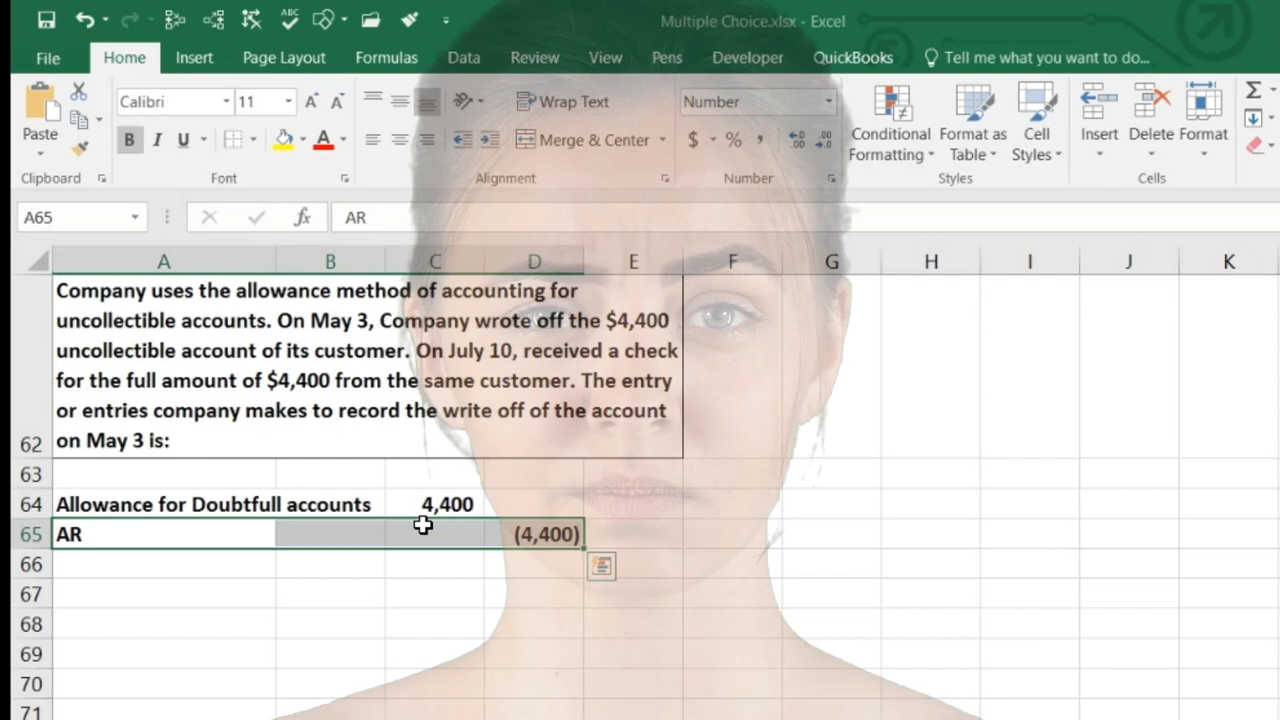 Multiple Choice.xlsx - Excel
File Home Insert Page Layout Formulas Data Review View Pens Developer QuickBooks Tell me what you want to do...
Calibri 11 Wrap Text Number
Paste B I U A Merge & Center $ % , Conditional Formatting Format as Table Cell Styles Insert Delete Format
Clipboard Font Alignment Number Styles Cells
A65 fx AR
A B C D E F G H I J K
Company uses the allowance method of accounting for
uncollectible accounts. On May 3, Company wrote off the $4,400
uncollectible account of its customer. On July 10, received a check
for the full amount of $4,400 from the same customer. The entry
or entries company makes to record the write off of the account
62 on May 3 is:
63
64 Allowance for Doubtfull accounts 4,400
65 AR (4,400)
66
67
68
69
70
71